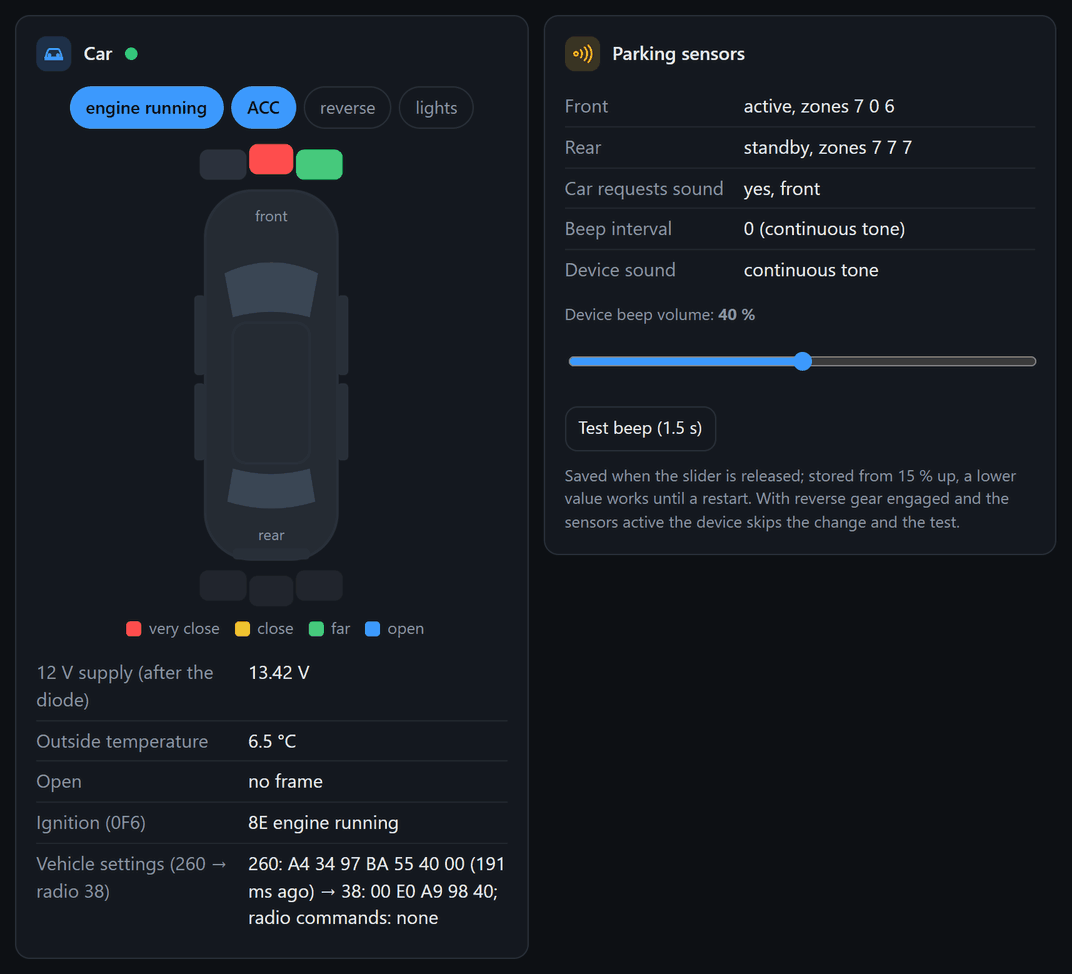 Car
engine running
ACC
reverse
lights
front
rear
very close
close
far
open
12 V supply (after the
diode)
13.42 V
Outside temperature
6.5 °C
Open
no frame
Ignition (0F6)
8E engine running
Vehicle settings (260 →
radio 38)
260: A4 34 97 BA 55 40 00 (191
ms ago) → 38: 00 E0 A9 98 40;
radio commands: none
Parking sensors
Front
active, zones 7 0 6
Rear
standby, zones 7 7 7
Car requests sound
yes, front
Beep interval
0 (continuous tone)
Device sound
continuous tone
Device beep volume: 40 %
Test beep (1.5 s)
Saved when the slider is released; stored from 15 % up, a lower
value works until a restart. With reverse gear engaged and the
sensors active the device skips the change and the test.